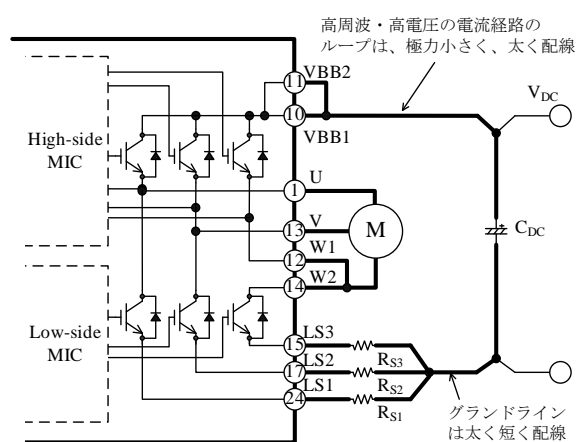 高周波・高電圧の電流経路の
ループは、極力小さく、太く配線
11
VBB2
VDC
10
VBB1
High-side
MIC
1
U
13
V
M
CDC
W1
12
W2
14
Low-side
MIC
LS3
15
RS3
LS2
17
RS2
LS1
24
RS1
グランドライン
は太く短く配線